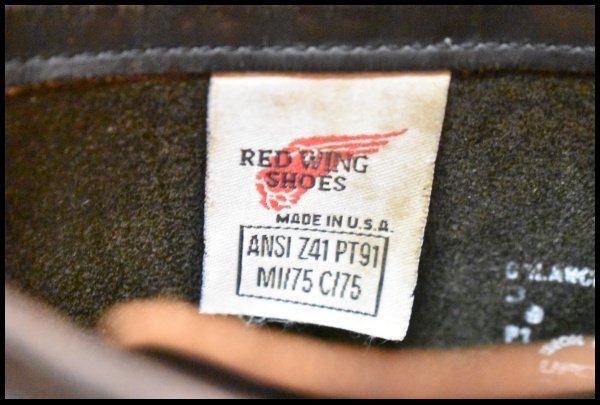 RED WING
SHOES
MADE IN U.S.A.
ANSI Z41 PT91
MI/75 C/75